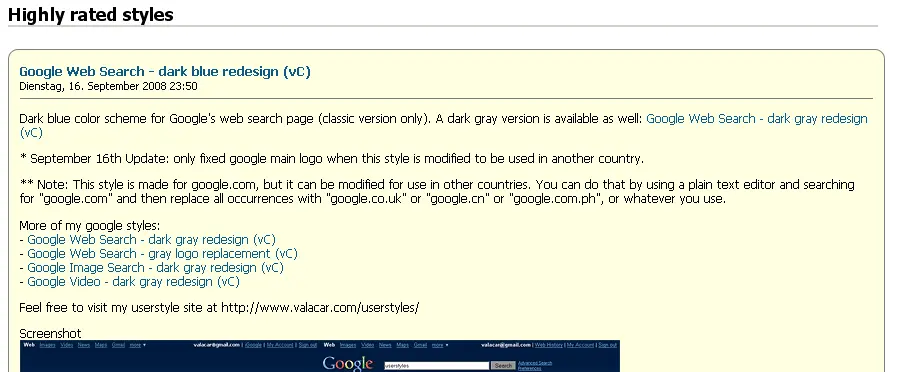 Highly rated styles
Google Web Search - dark blue redesign (vC)
Dienstag, 16. September 2008 23:50
Dark blue color scheme for Google's web search page (classic version only). A dark gray version is available as well: Google Web Search - dark gray redesign
(vC)
* September 16th Update: only fixed google main logo when this style is modified to be used in another country.
** Note: This style is made for google.com, but it can be modified for use in other countries. You can do that by using a plain text editor and searching
for "google.com" and then replace all occurrences with "google.co.uk" or "google.cn" or "google.com.ph", or whatever you use.
More of my google styles:
- Google Web Search - dark gray redesign (vC)
- Google Web Search - gray logo replacement (vC)
- Google Image Search - dark gray redesign (vC)
- Google Video - dark gray redesign (vC)
Feel free to visit my userstyle site at http://www.valacar.com/userstyles/
Screenshot
Web Images Video News Maps Gmail more ▾ valacar@gmail.com | iGoogle | My Account | Sign out Web Images Video News Maps Gmail more ▾ valacar@gmail.com | Web History | My Account | Sign out
Google userstyles Search Advanced Search
Preferences